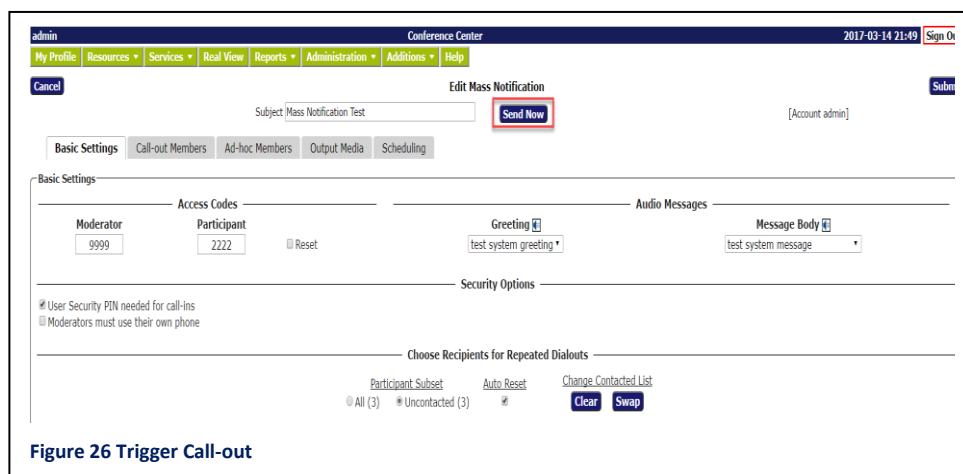 admin Conference Center 2017-03-14 21:49 Sign Ou
My Profile Resources Services Real View Reports Administration Additions Help
Cancel Edit Mass Notification Subm
Subject Mass Notification Test Send Now [Account admin]
Basic Settings Call-out Members Ad-hoc Members Output Media Scheduling
Basic Settings
Access Codes Audio Messages
Moderator Participant Greeting Message Body
9999 2222 Reset test system greeting test system message
Security Options
User Security PIN needed for call-ins
Moderators must use their own phone
Choose Recipients for Repeated Dialouts
Participant Subset Auto Reset Change Contacted List
All (3) Uncontacted (3) Clear Swap
Figure 26 Trigger Call-out